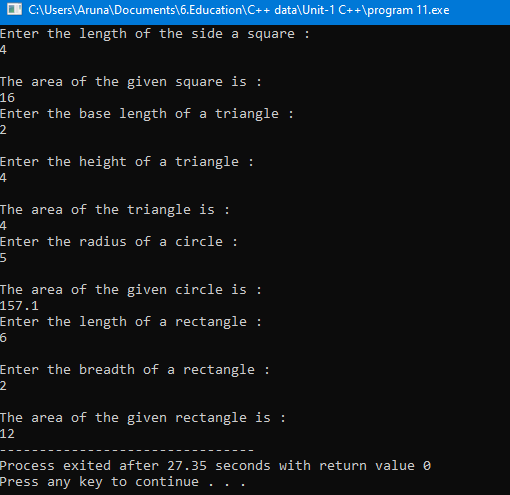 C:\Users\Aruna\Documents\6.Education\C++ data\Unit-1 C++\program 11.exe
Enter the length of the side a square :
4
The area of the given square is :
16
Enter the base length of a triangle :
2
Enter the height of a triangle :
4
The area of the triangle is :
4
Enter the radius of a circle :
5
The area of the given circle is :
157.1
Enter the length of a rectangle :
6
Enter the breadth of a rectangle :
2
The area of the given rectangle is :
12
--------------------------------
Process exited after 27.35 seconds with return value 0
Press any key to continue . . .